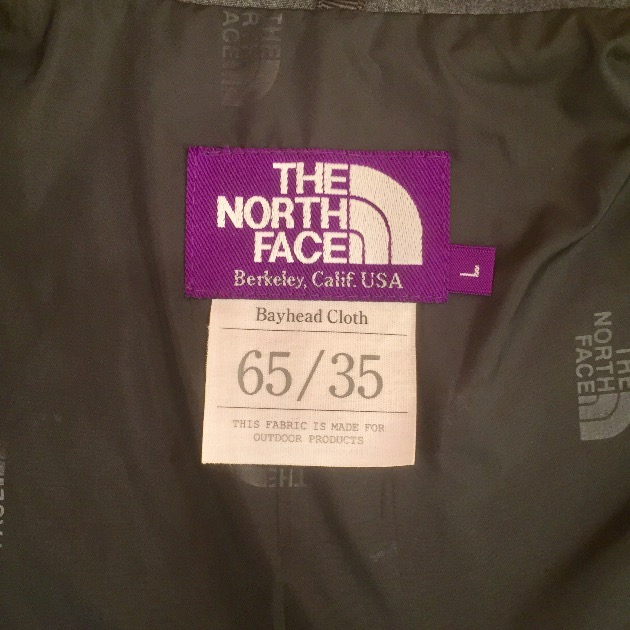 THE
NORTH
FACE
Berkeley, Calif. USA
L
Bayhead Cloth
65/35
THIS FABRIC IS MADE FOR
OUTDOOR PRODUCTS
THE
NORTH
FACE